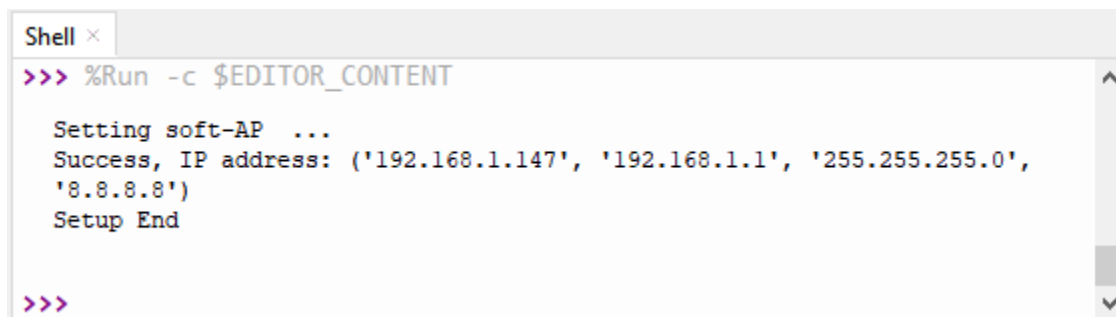 Shell ×
>>> %Run -c $EDITOR_CONTENT
Setting soft-AP  ...
Success, IP address: ('192.168.1.147', '192.168.1.1', '255.255.255.0',
'8.8.8.8')
Setup End
>>>